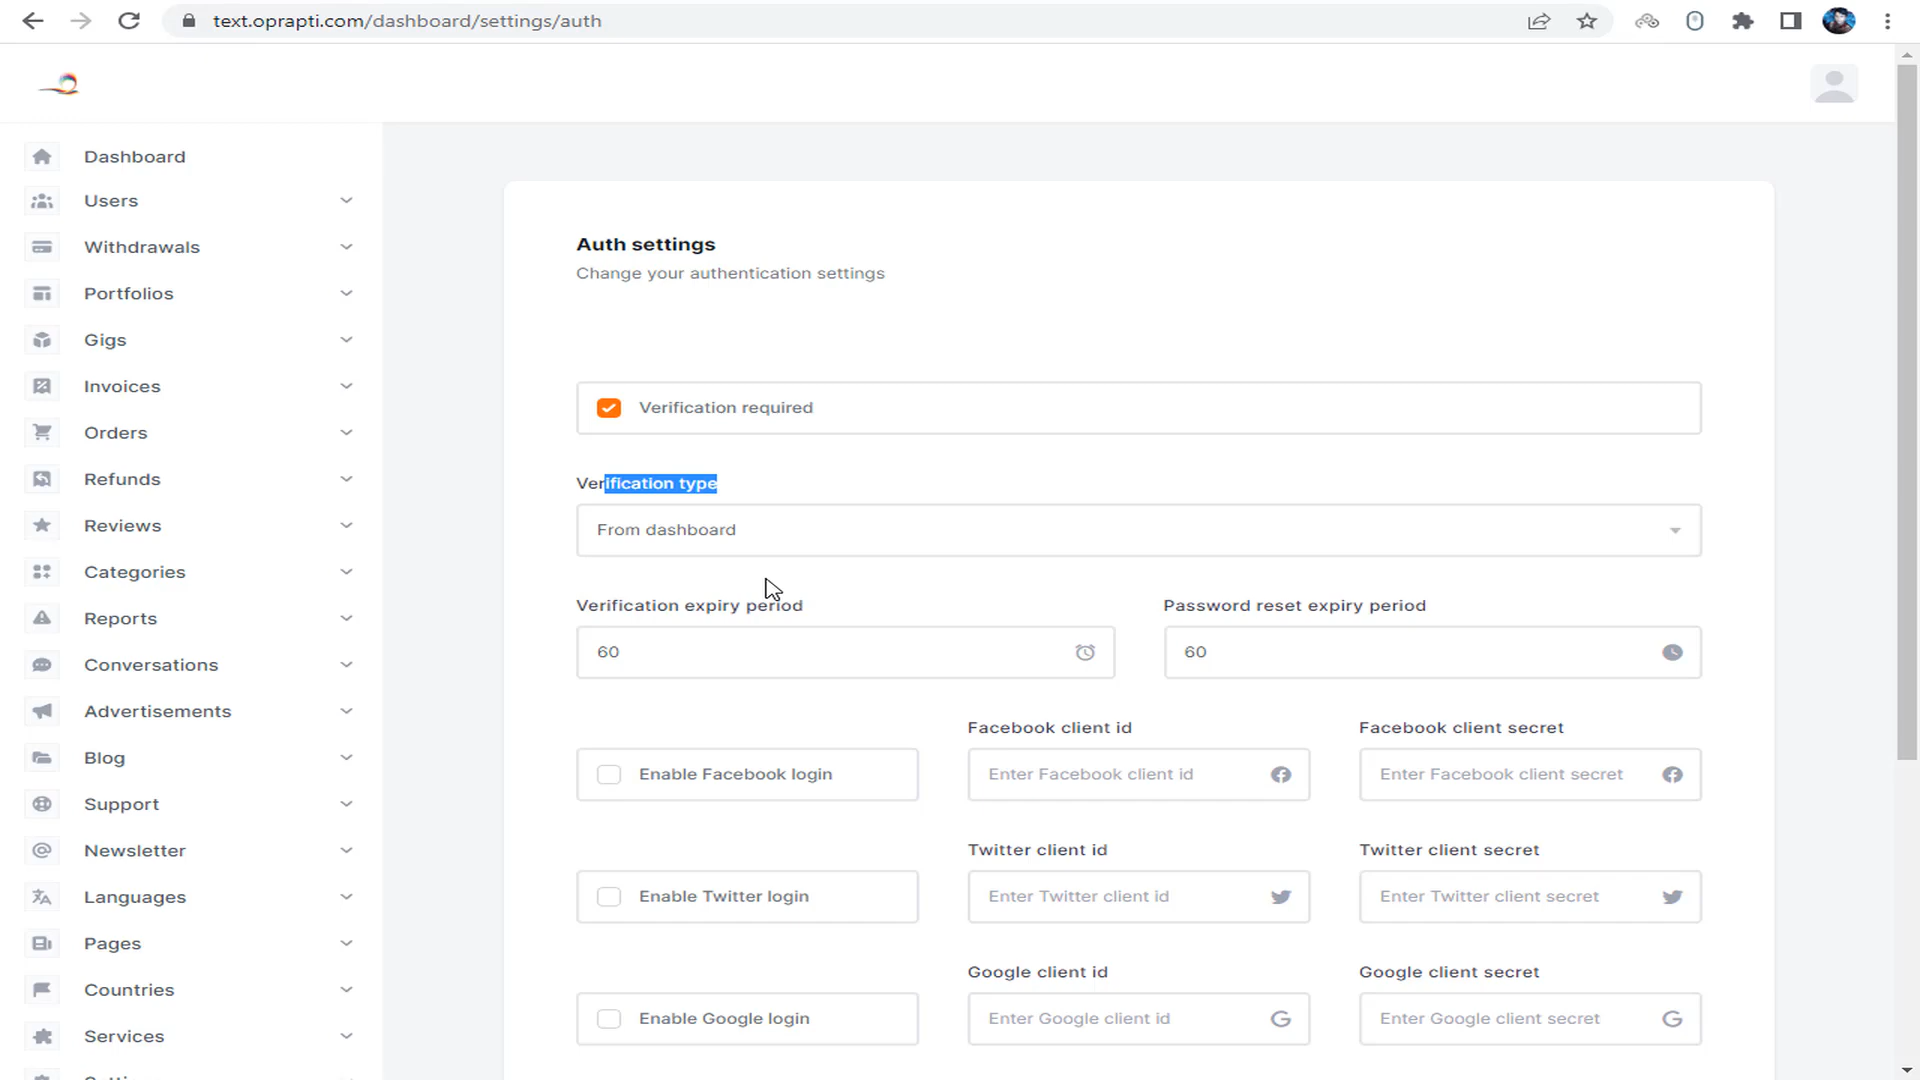 text.oprapti.com/dashboard/settings/auth
Dashboard
Users
Withdrawals
Portfolios
Gigs
Invoices
Orders
Refunds
Reviews
Categories
Reports
Conversations
Advertisements
Blog
Support
Newsletter
Languages
Pages
Countries
Services
Auth settings
Change your authentication settings
Verification required
Verification type
From dashboard
Verification expiry period
Password reset expiry period
60
60
Facebook client id
Facebook client secret
Enable Facebook login
Enter Facebook client id
Enter Facebook client secret
Twitter client id
Twitter client secret
Enable Twitter login
Enter Twitter client id
Enter Twitter client secret
Google client id
Google client secret
Enable Google login
Enter Google client id
Enter Google client secret